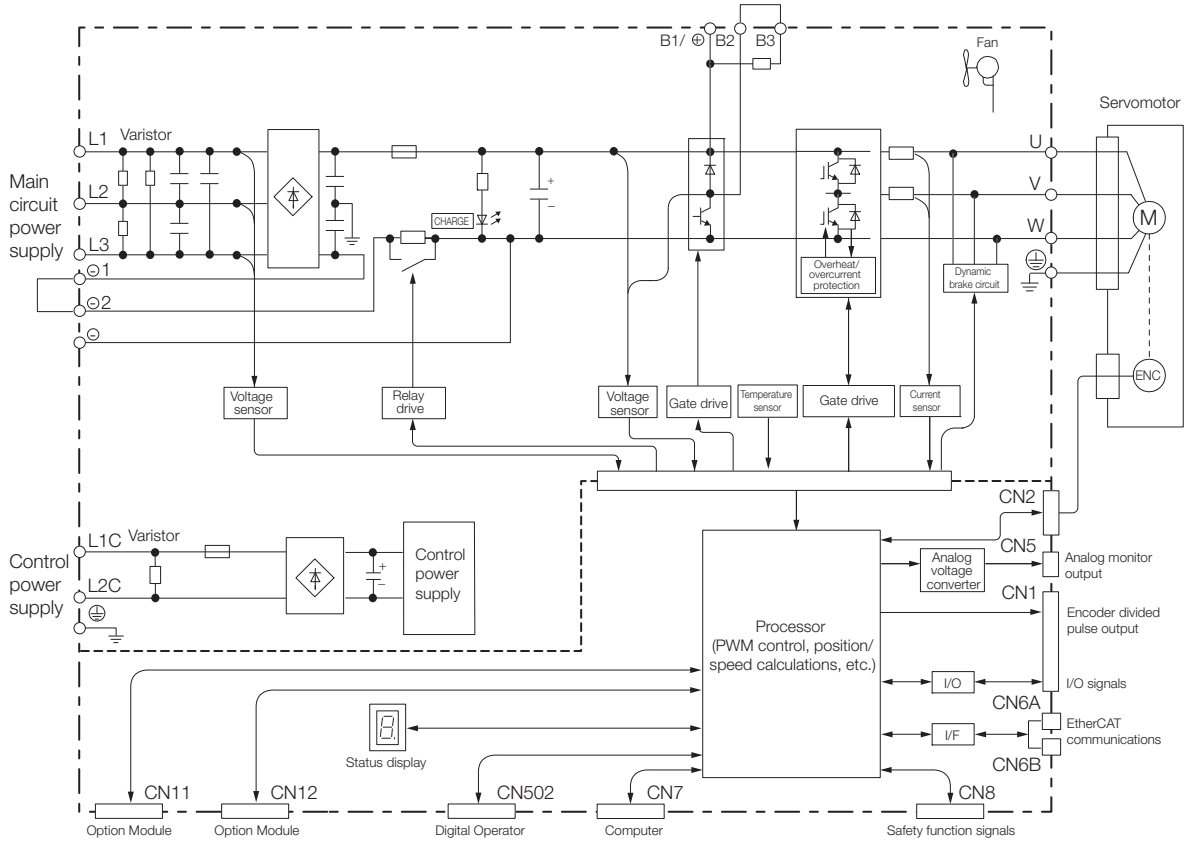 B1/ ⊕
B2
B3
Fan
Servomotor
L1
Varistor
U
Main
circuit
power
supply
L2
V
CHARGE
M
W
L3
⊖ 1
Overheat/
overcurrent
protection
Dynamic
brake circuit
⊖ 2
⊖
+
–
Voltage
sensor
Relay
drive
Voltage
sensor
Gate drive
Temperature
sensor
Gate drive
Current
sensor
ENC
CN2
L1C
Varistor
Control
power
supply
L2C
+
–
Control
power
supply
CN5
Analog
voltage
converter
Analog monitor
output
CN1
Processor
(PWM control, position/
speed calculations, etc.)
Encoder divided
pulse output
I/O
I/O signals
CN6A
I/F
EtherCAT
communications
CN6B
8.
Status display
CN11
CN12
CN502
CN7
CN8
Option Module
Option Module
Digital Operator
Computer
Safety function signals